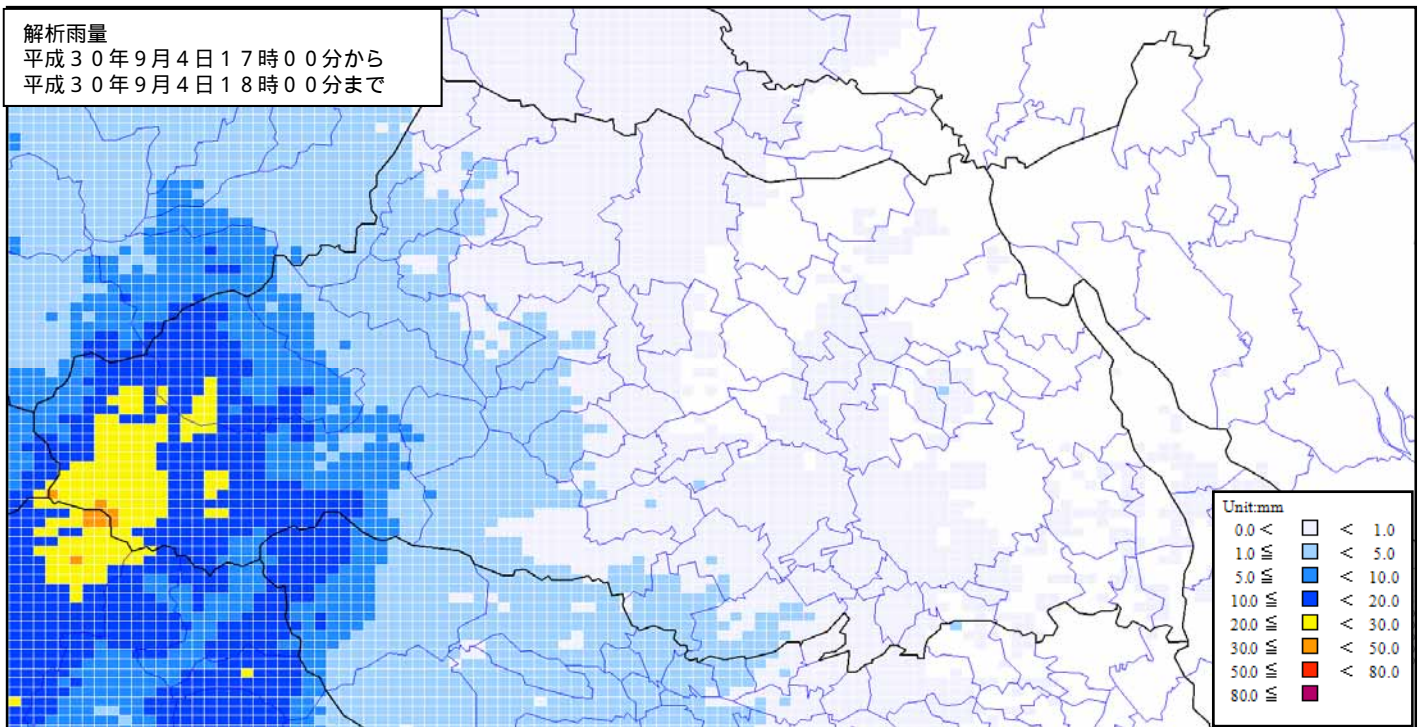 解析雨量
平成３０年９月４日１７時００分から
平成３０年９月４日１８時００分まで
Unit:mm
0.0 < < 1.0
1.0 ≦ < 5.0
5.0 ≦ < 10.0
10.0 ≦ < 20.0
20.0 ≦ < 30.0
30.0 ≦ < 50.0
50.0 ≦ < 80.0
80.0 ≦